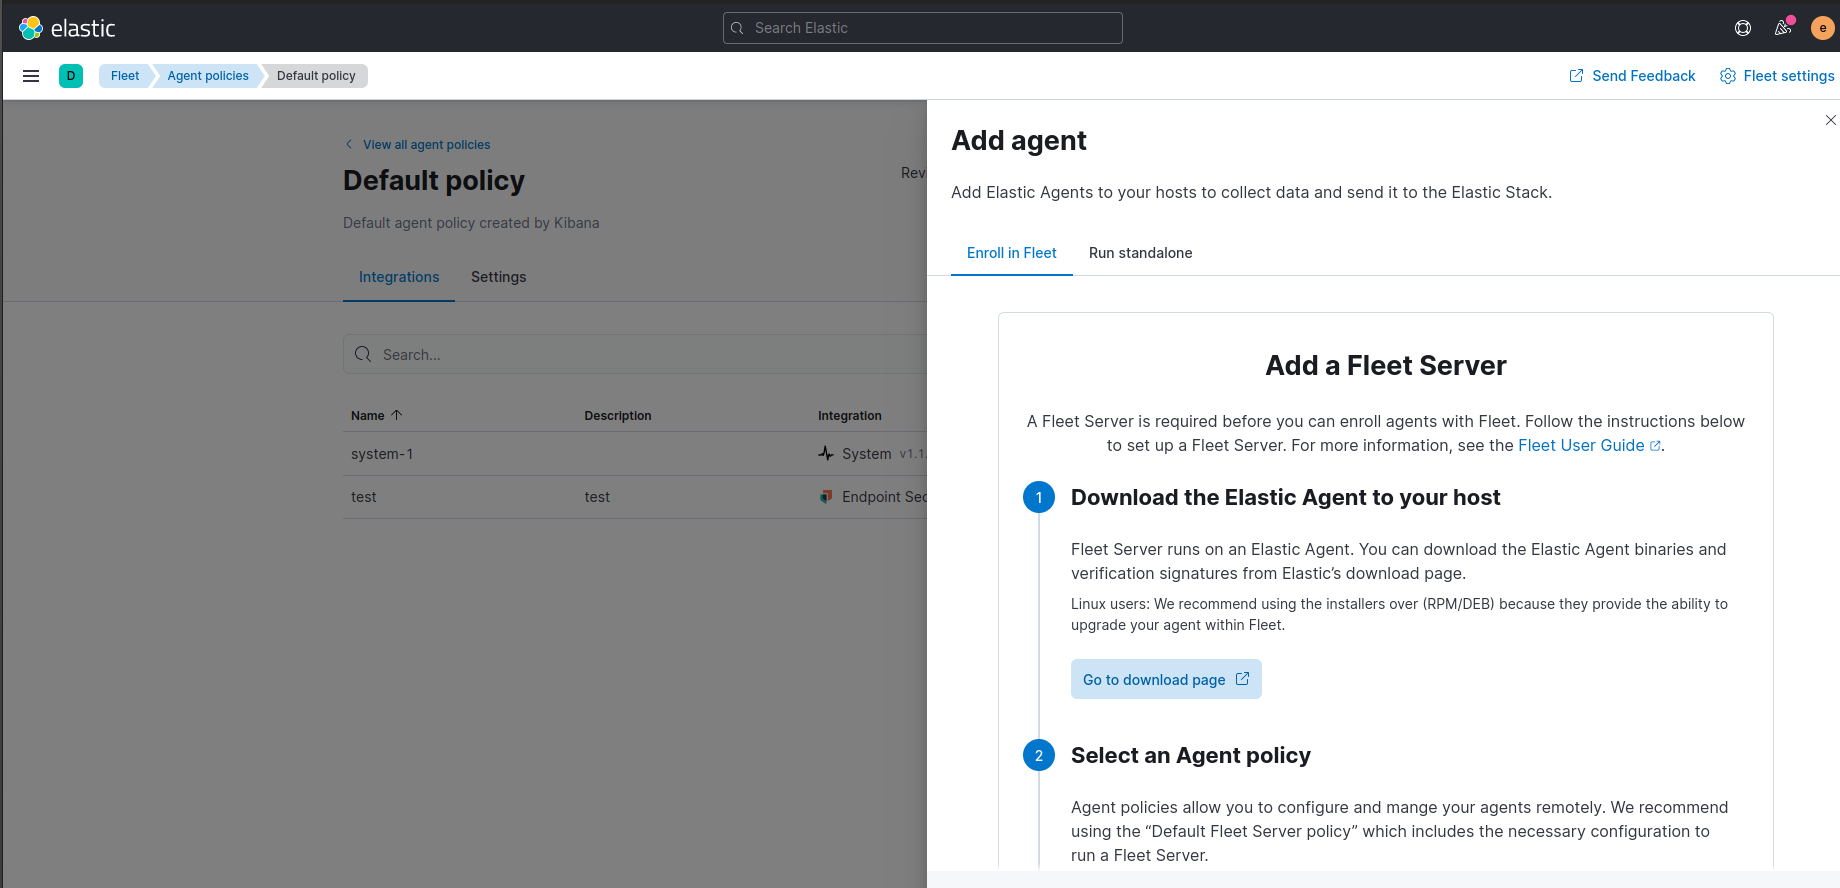 elastic
Search Elastic
e
D
Fleet
Agent policies
Default policy
Send Feedback
Fleet settings
View all agent policies
Default policy
Revi
Default agent policy created by Kibana
Integrations
Settings
Search...
Name
Description
Integration
system-1
System v1.1.
test
test
Endpoint Sec
Add agent
Add Elastic Agents to your hosts to collect data and send it to the Elastic Stack.
Enroll in Fleet
Run standalone
Add a Fleet Server
A Fleet Server is required before you can enroll agents with Fleet. Follow the instructions below
to set up a Fleet Server. For more information, see the Fleet User Guide.
1
Download the Elastic Agent to your host
Fleet Server runs on an Elastic Agent. You can download the Elastic Agent binaries and
verification signatures from Elastic’s download page.
Linux users: We recommend using the installers over (RPM/DEB) because they provide the ability to
upgrade your agent within Fleet.
Go to download page
2
Select an Agent policy
Agent policies allow you to configure and mange your agents remotely. We recommend
using the “Default Fleet Server policy” which includes the necessary configuration to
run a Fleet Server.